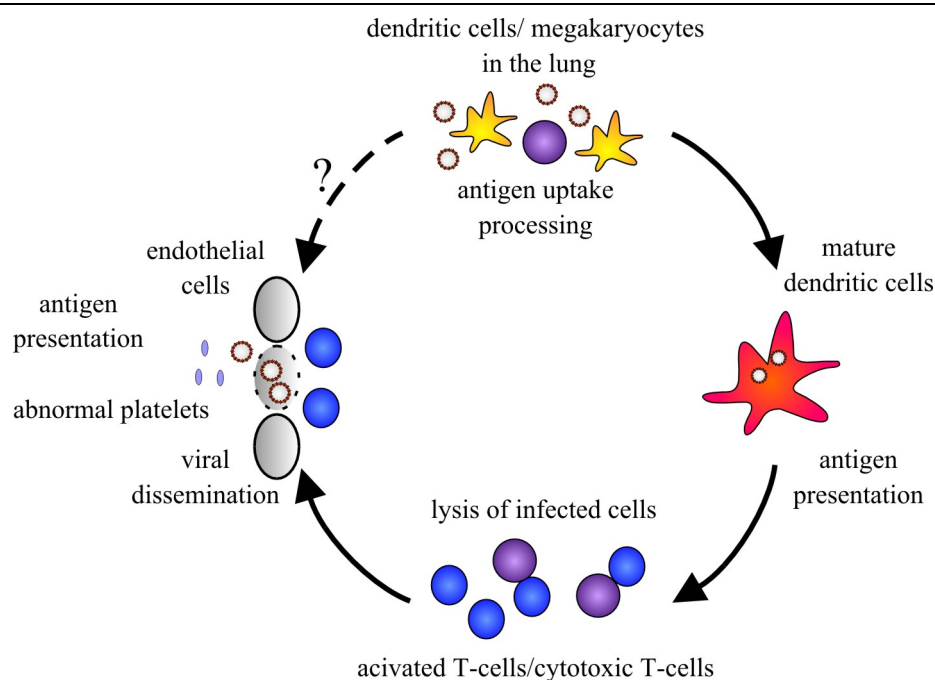 dendritic cells/ megakaryocytes
in the lung
antigen uptake
processing
?
mature
dendritic cells
endothelial
cells
antigen
presentation
abnormal platelets
viral
dissemination
antigen
presentation
lysis of infected cells
acivated T-cells/cytotoxic T-cells